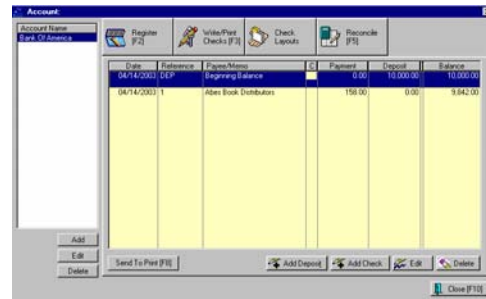 Account:
Account Name
Bank Of America
Register [F2]
Write/Print Checks [F3]
Check Layouts
Reconcile [F5]
Date Reference Payee/Memo C Payment Deposit Balance
04/14/2003 DEP Beginning Balance 0.00 10,000.00 10,000.00
04/14/2003 1 Abes Book Distributors 158.00 0.00 9,842.00
Add
Edit
Delete
Send To Print [F8]
Add Deposit
Add Check
Edit
Delete
Close [F10]